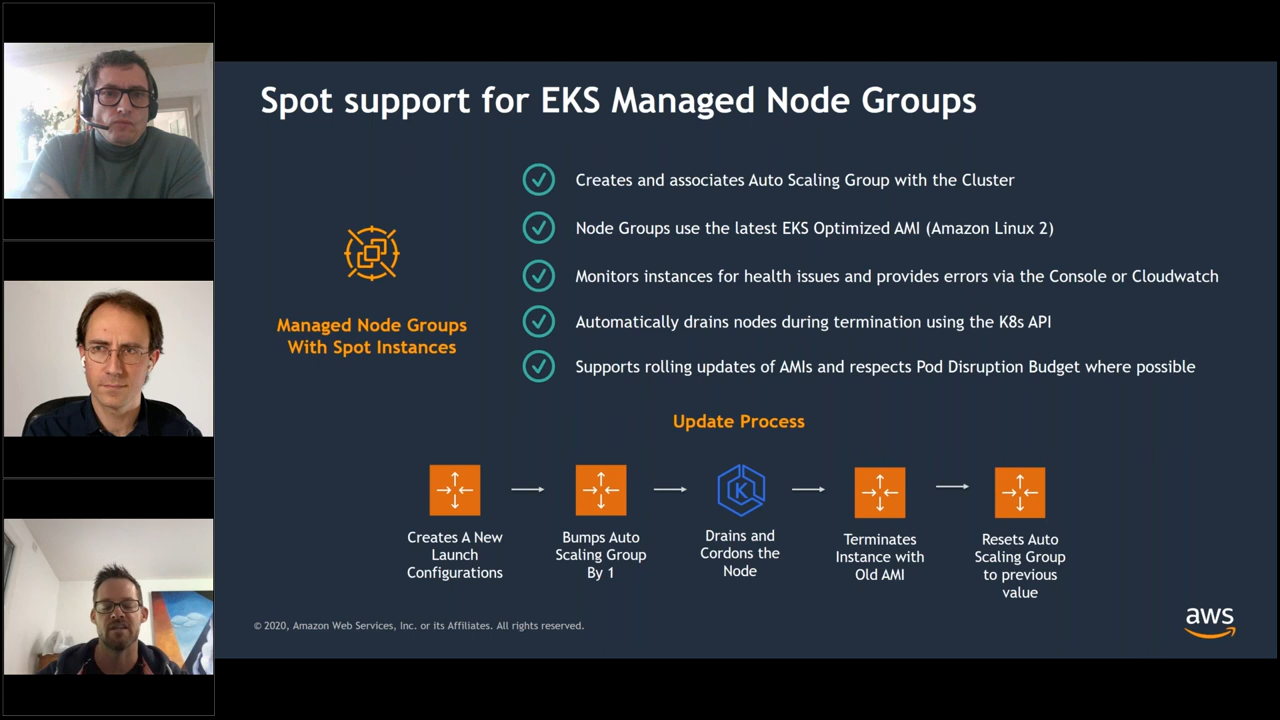 Spot support for EKS Managed Node Groups
Creates and associates Auto Scaling Group with the Cluster
Node Groups use the latest EKS Optimized AMI (Amazon Linux 2)
Monitors instances for health issues and provides errors via the Console or Cloudwatch
Automatically drains nodes during termination using the K8s API
Supports rolling updates of AMIs and respects Pod Disruption Budget where possible
Managed Node Groups
With Spot Instances
Update Process
K
Creates A New
Launch
Configurations
Bumps Auto
Scaling Group
By 1
Drains and
Cordons the
Node
Terminates
Instance with
Old AMI
Resets Auto
Scaling Group
to previous
value
© 2020, Amazon Web Services, Inc. or its Affiliates. All rights reserved.
aws